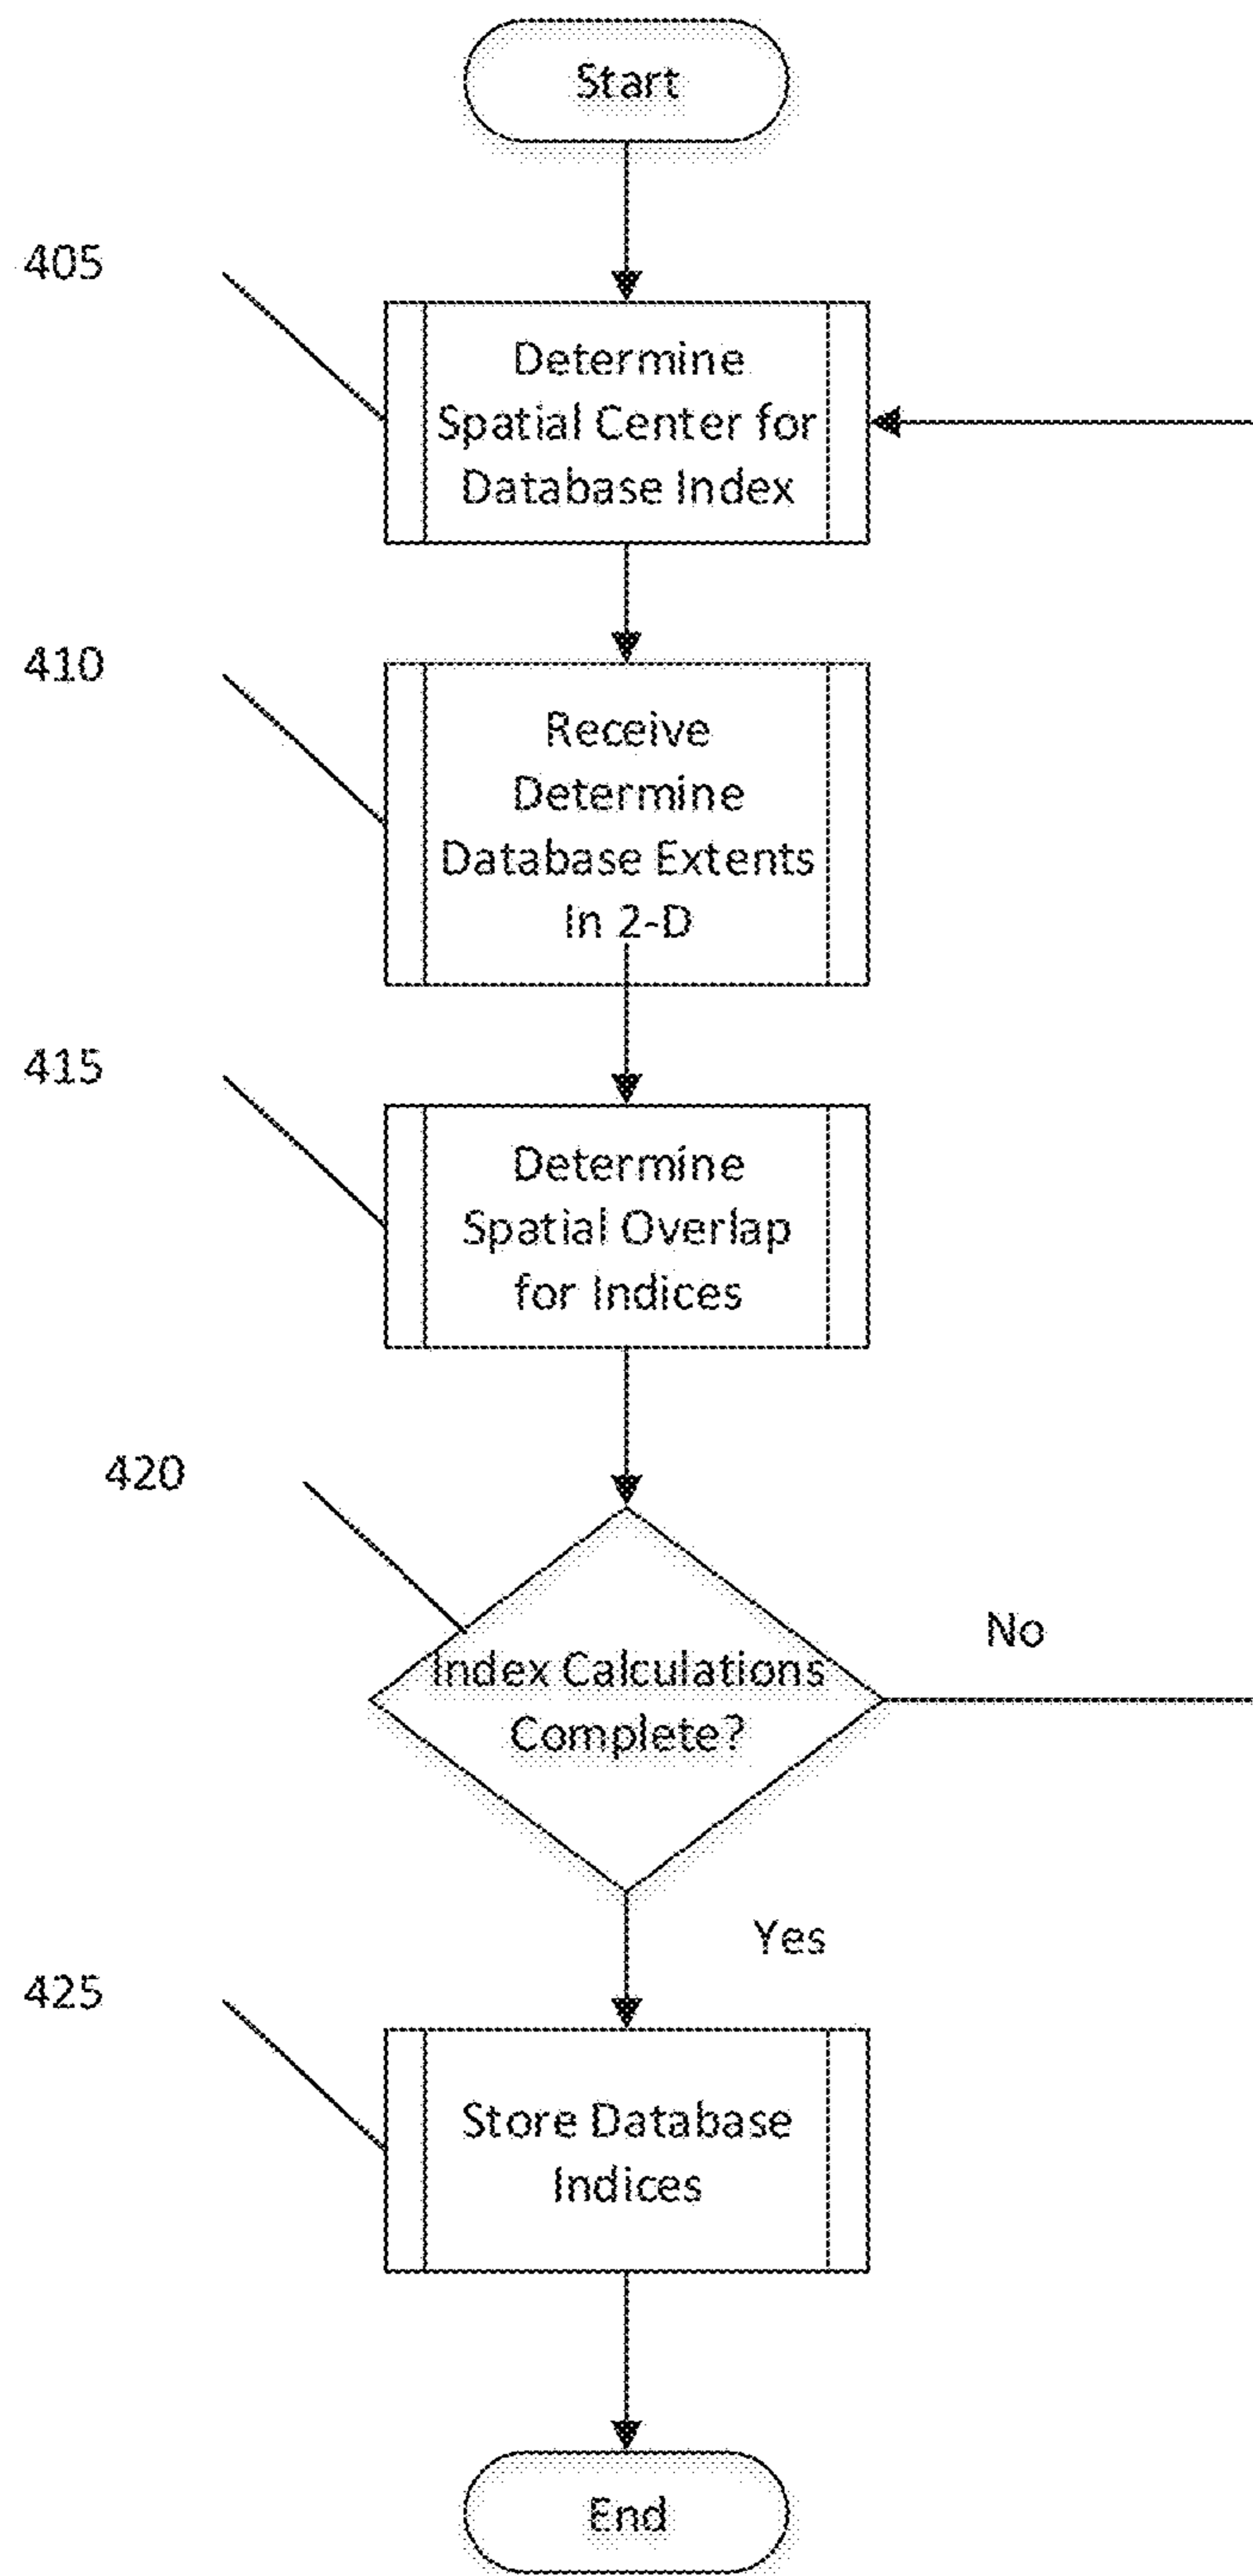 Start
405
Determine
Spatial Center for
Database Index
410
Receive
Determine
Database Extents
In 2-D
415
Determine
Spatial Overlap
for Indices
420
Index Calculations
Complete?
No
Yes
425
Store Database
Indices
End